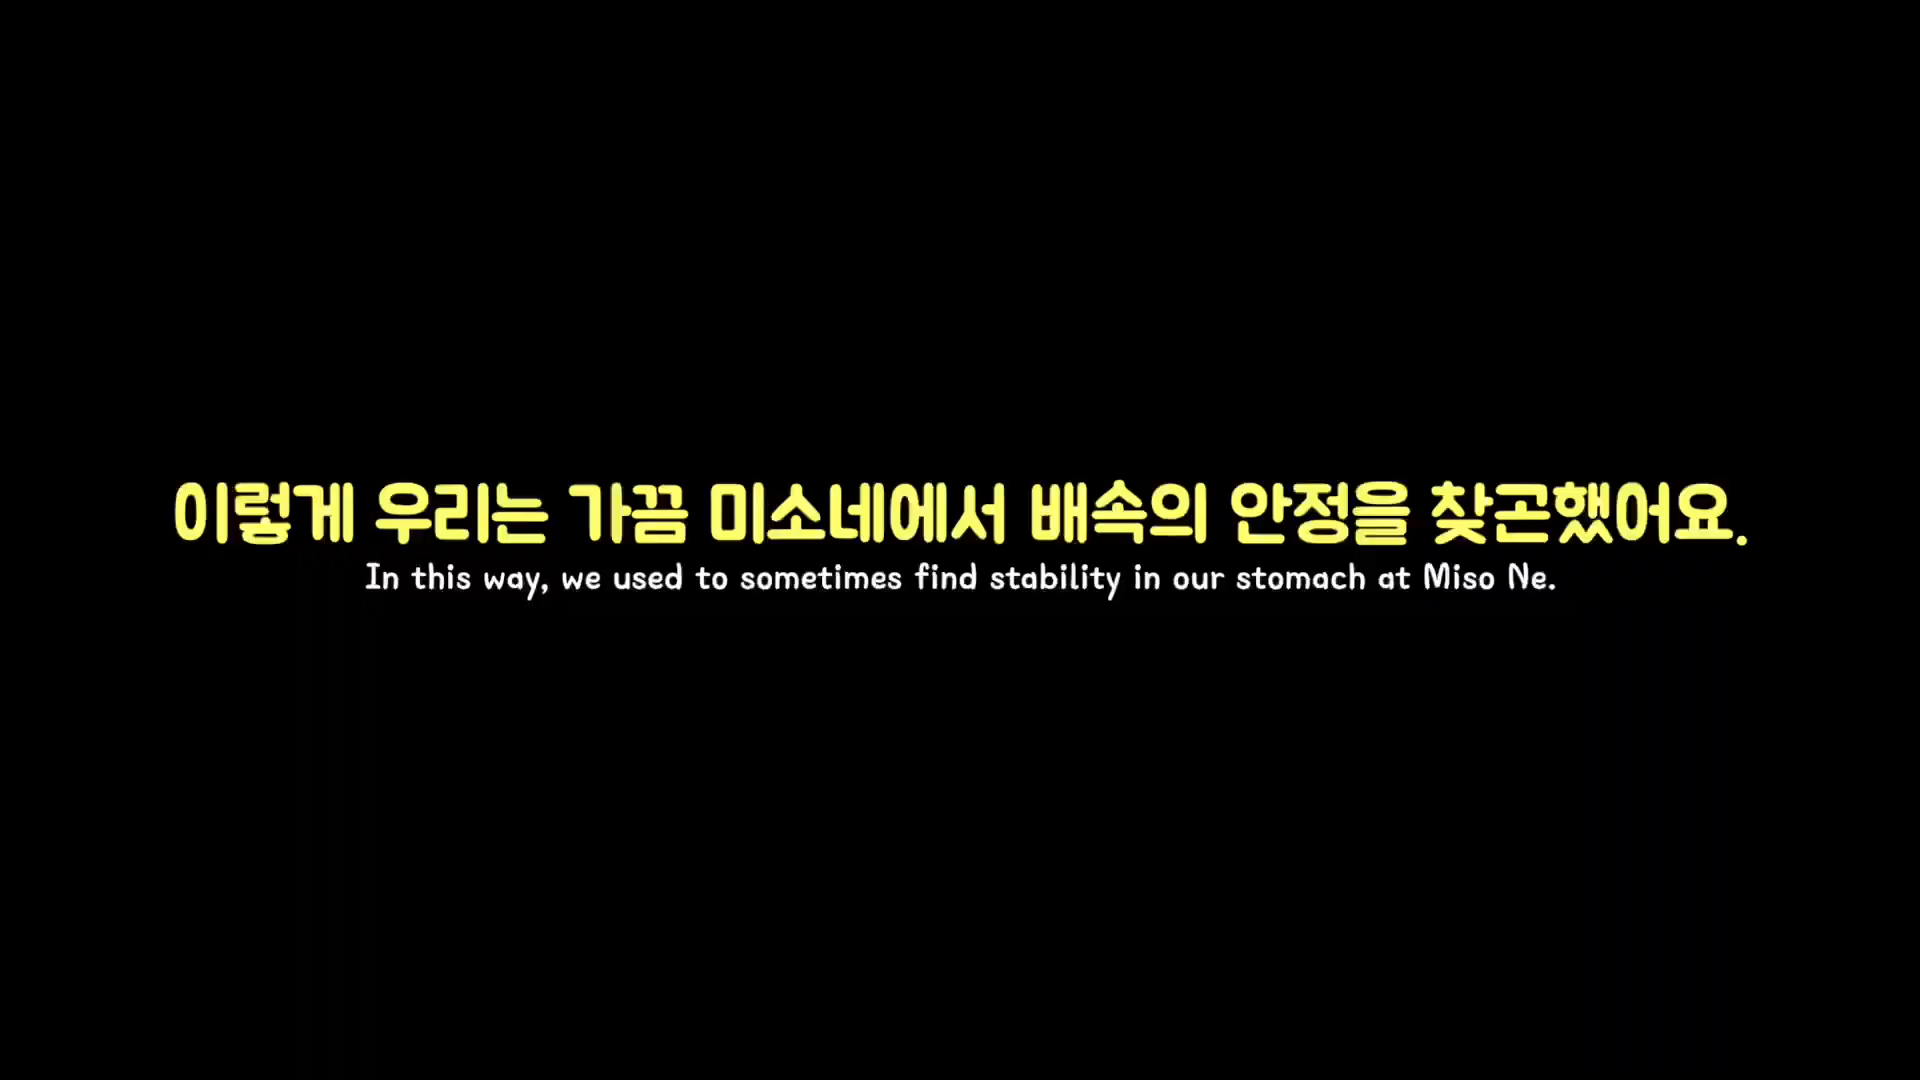 이렇게 우리는 가끔 미소네에서 배속의 안정을 찾곤했어요.
In this way, we used to sometimes find stability in our stomach at Miso Ne.